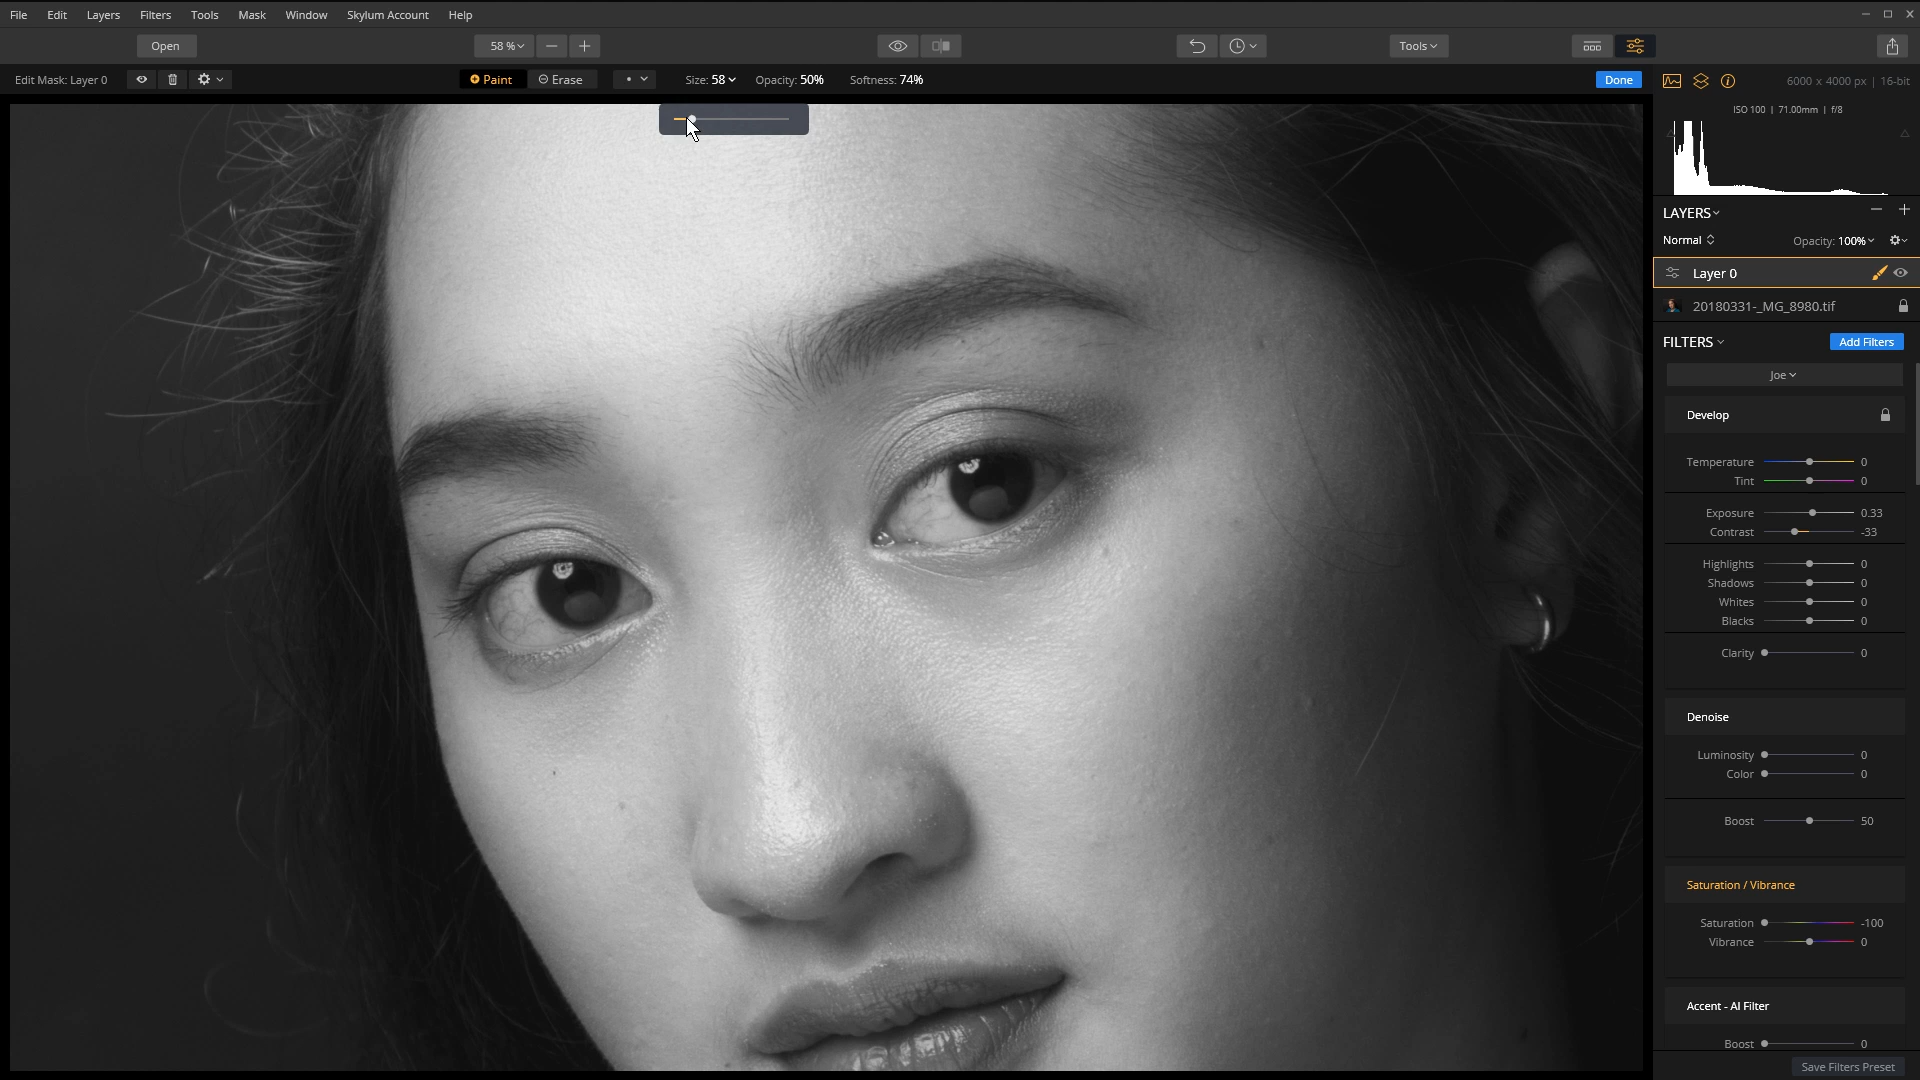 File Edit Layers Filters Tools Mask Window Skylum Account Help
Open 58 % Tools
Edit Mask: Layer 0 Paint Erase Size: 58 Opacity: 50% Softness: 74% Done 6000 x 4000 px | 16-bit
ISO 100 | 71.00mm | f/8
LAYERS
Normal Opacity: 100%
Layer 0
20180331-_MG_8980.tif
FILTERS Add Filters
Joe
Develop
Temperature 0
Tint 0
Exposure 0.33
Contrast -33
Highlights 0
Shadows 0
Whites 0
Blacks 0
Clarity 0
Denoise
Luminosity 0
Color 0
Boost 50
Saturation / Vibrance
Saturation -100
Vibrance 0
Accent - AI Filter
Boost 0
Save Filters Preset